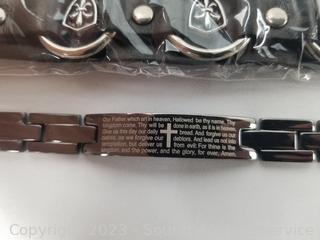 Our Father, which art in heaven, Hallowed be thy name. Thy
kingdom come. Thy will be done in earth, as it is in heaven.
Give us this day our daily bread. And forgive us our
debts, as we forgive our debtors. And lead us not into
temptation, but deliver us from evil: For thine is the
kingdom and the power, and the glory, for ever, Amen.
Copyright 2023